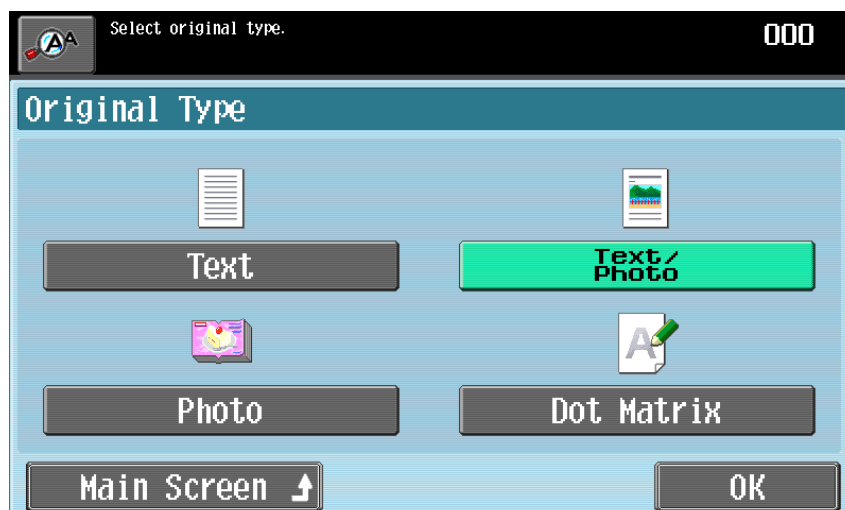 Select original type.
000
Original Type
Text
Text/
Photo
Photo
Dot Matrix
Main Screen
OK